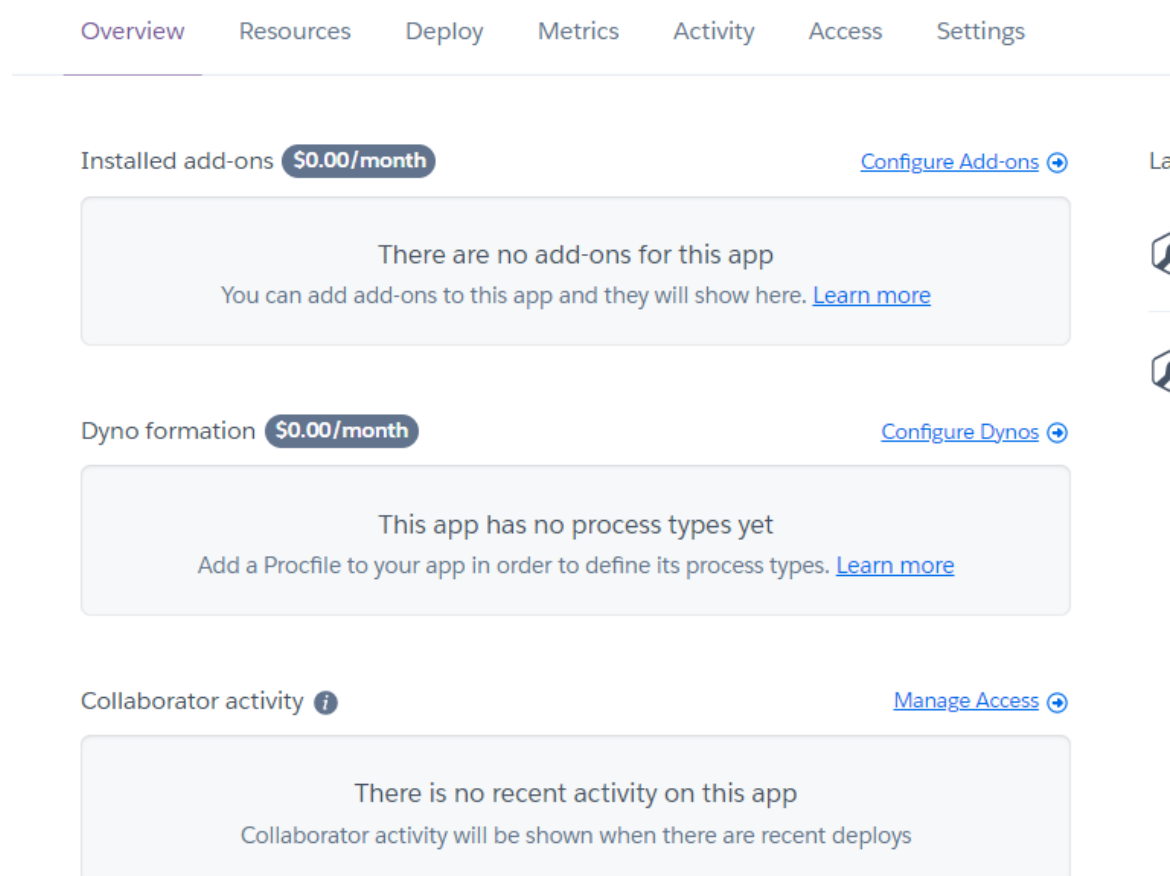 Overview Resources Deploy Metrics Activity Access Settings
Installed add-ons $0.00/month Configure Add-ons
There are no add-ons for this app
You can add add-ons to this app and they will show here. Learn more
Dyno formation $0.00/month Configure Dynos
This app has no process types yet
Add a Procfile to your app in order to define its process types. Learn more
Collaborator activity i Manage Access
There is no recent activity on this app
Collaborator activity will be shown when there are recent deploys